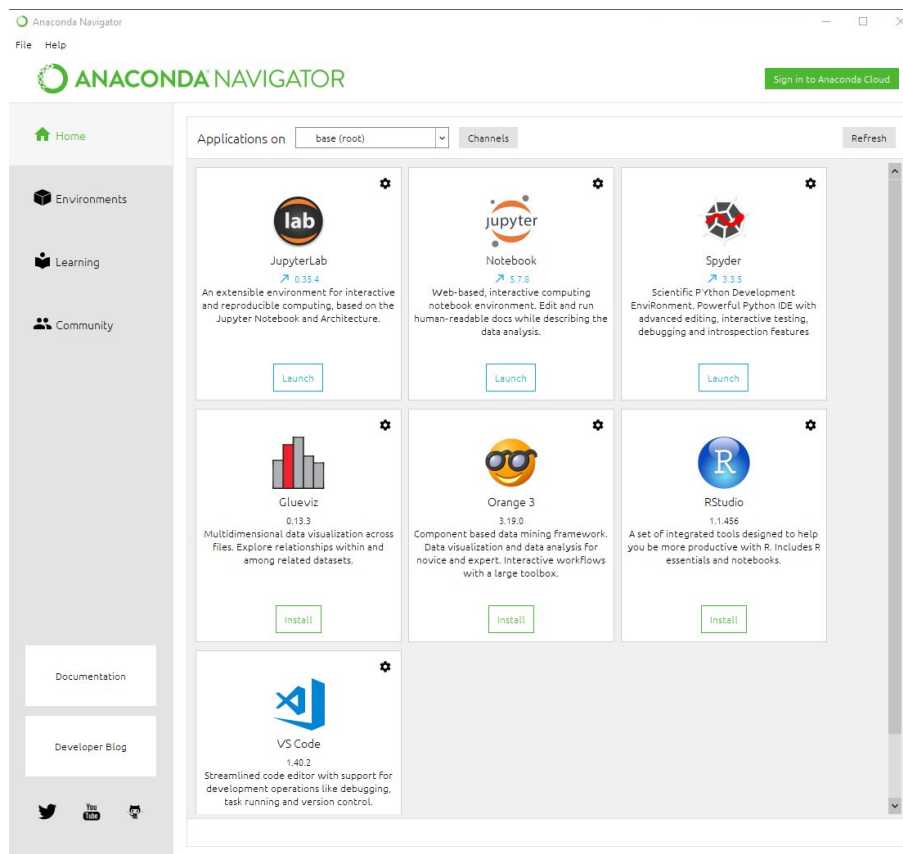 Anaconda Navigator
File Help
ANACONDA NAVIGATOR
Sign in to Anaconda Cloud
Home
Environments
Learning
Community
Documentation
Developer Blog
You
Tube
Applications on base (root) Channels Refresh
lab
JupyterLab
0.35.4
An extensible environment for interactive
and reproducible computing, based on the
Jupyter Notebook and Architecture.
Launch
jupyter
Notebook
5.7.8
Web-based, interactive computing
notebook environment. Edit and run
human-readable docs while describing the
data analysis.
Launch
Spyder
3.3.5
Scientific PYthon Development
EnviRonment. Powerful Python IDE with
advanced editing, interactive testing,
debugging and introspection features
Launch
Glueviz
0.13.3
Multidimensional data visualization across
files. Explore relationships within and
among related datasets.
Install
Orange 3
3.19.0
Component based data mining framework.
Data visualization and data analysis for
novice and expert. Interactive workflows
with a large toolbox.
Install
R
RStudio
1.1.456
A set of integrated tools designed to help
you be more productive with R. Includes R
essentials and notebooks.
Install
VS Code
1.40.2
Streamlined code editor with support for
development operations like debugging,
task running and version control.